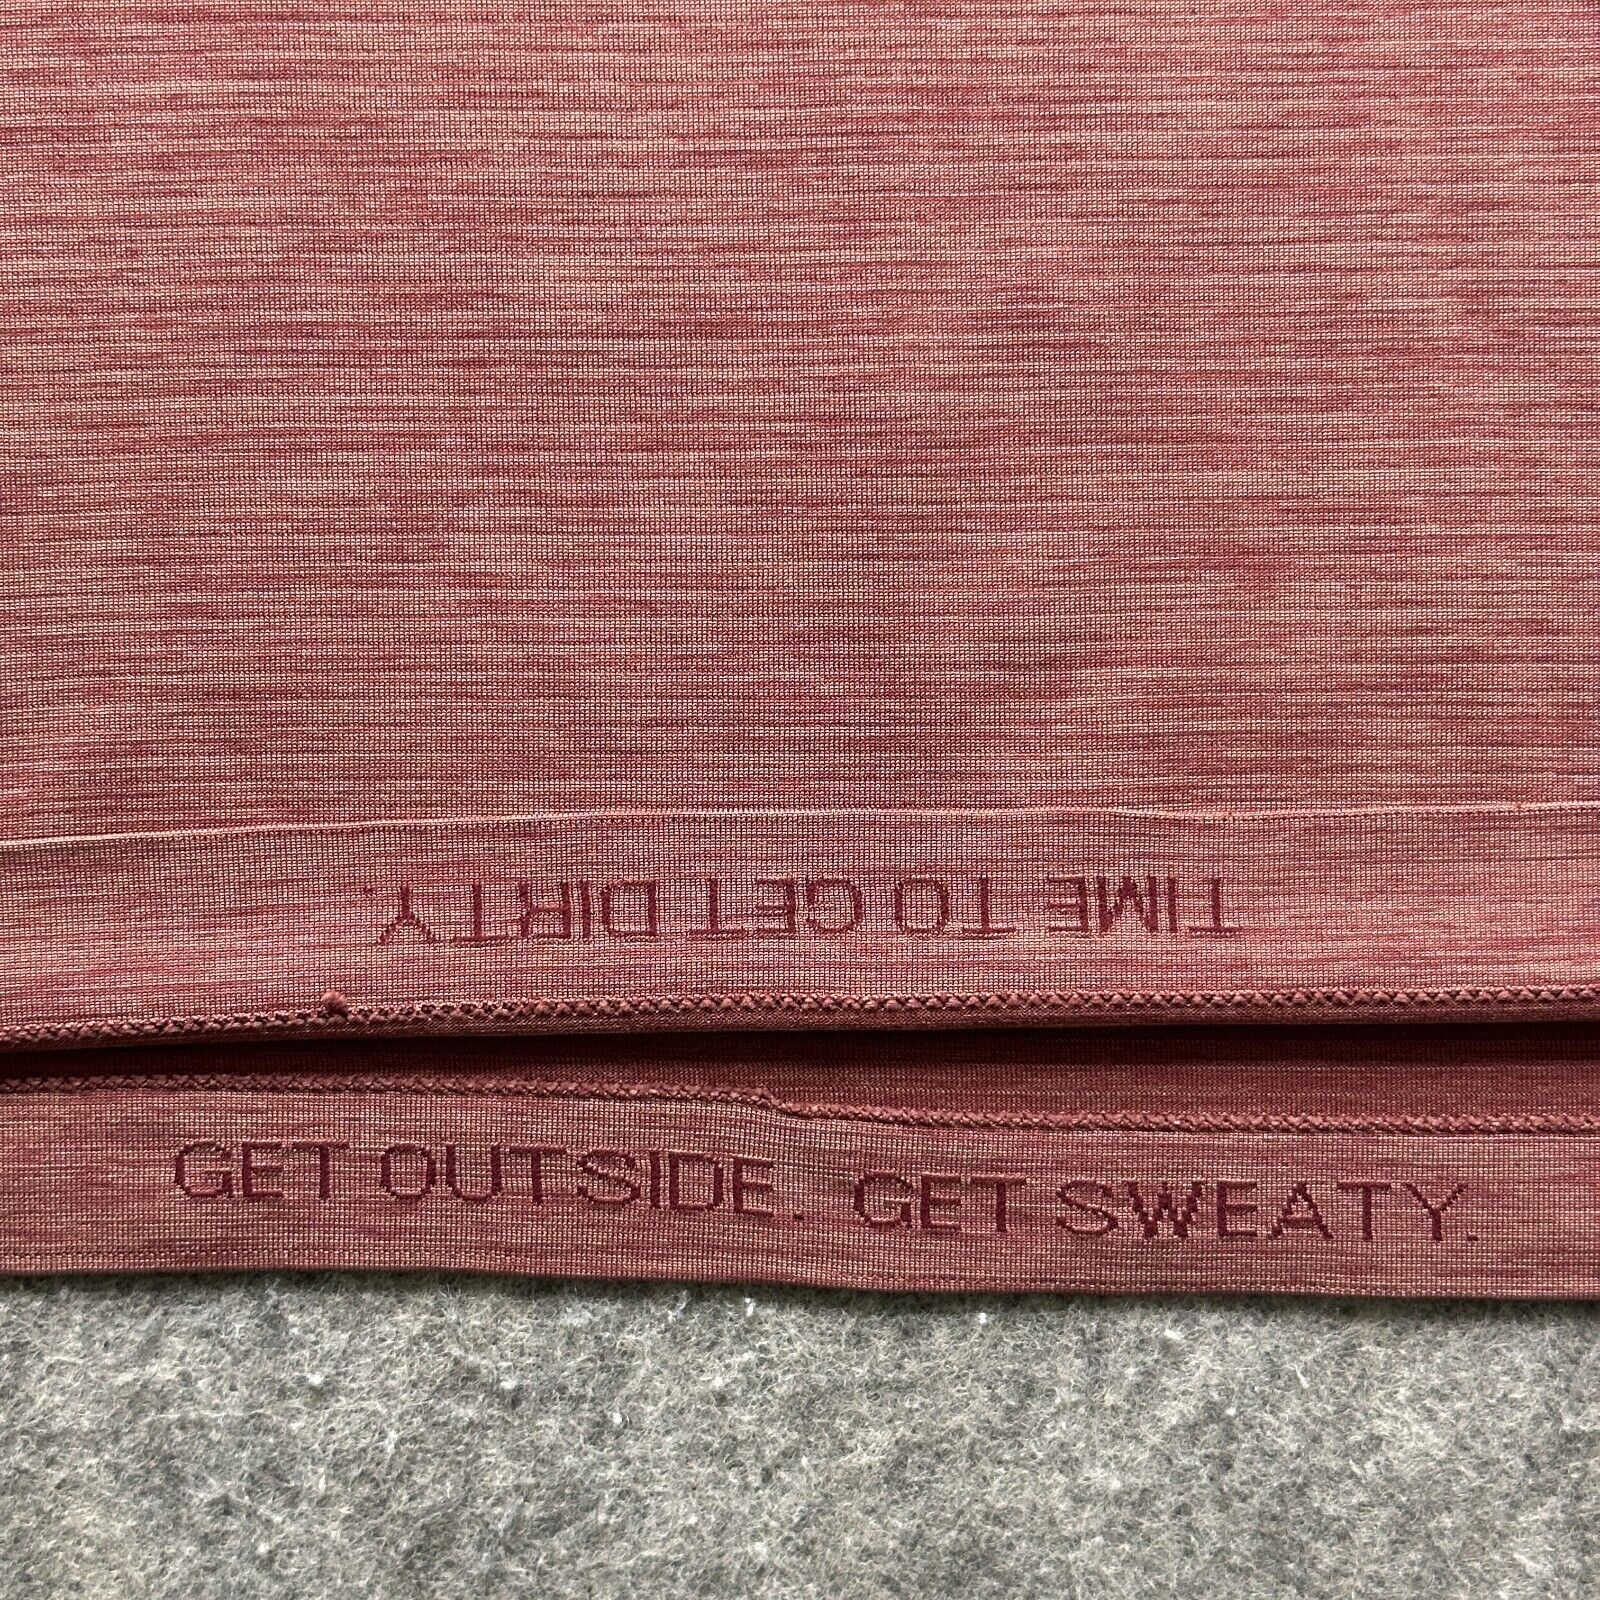 TIME TO GET DIRTY.
GET OUTSIDE. GET SWEATY.